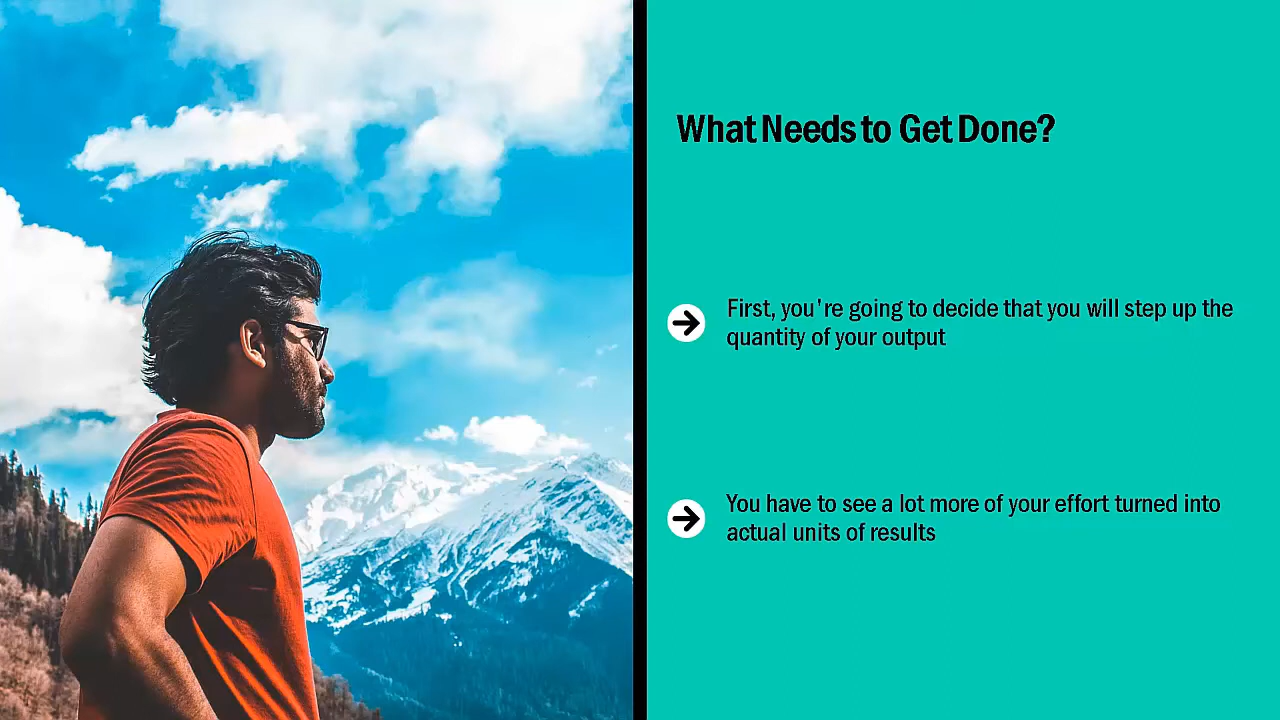 What Needs to Get Done?
First, you're going to decide that you will step up the
quantity of your output
You have to see a lot more of your effort turned into
actual units of results